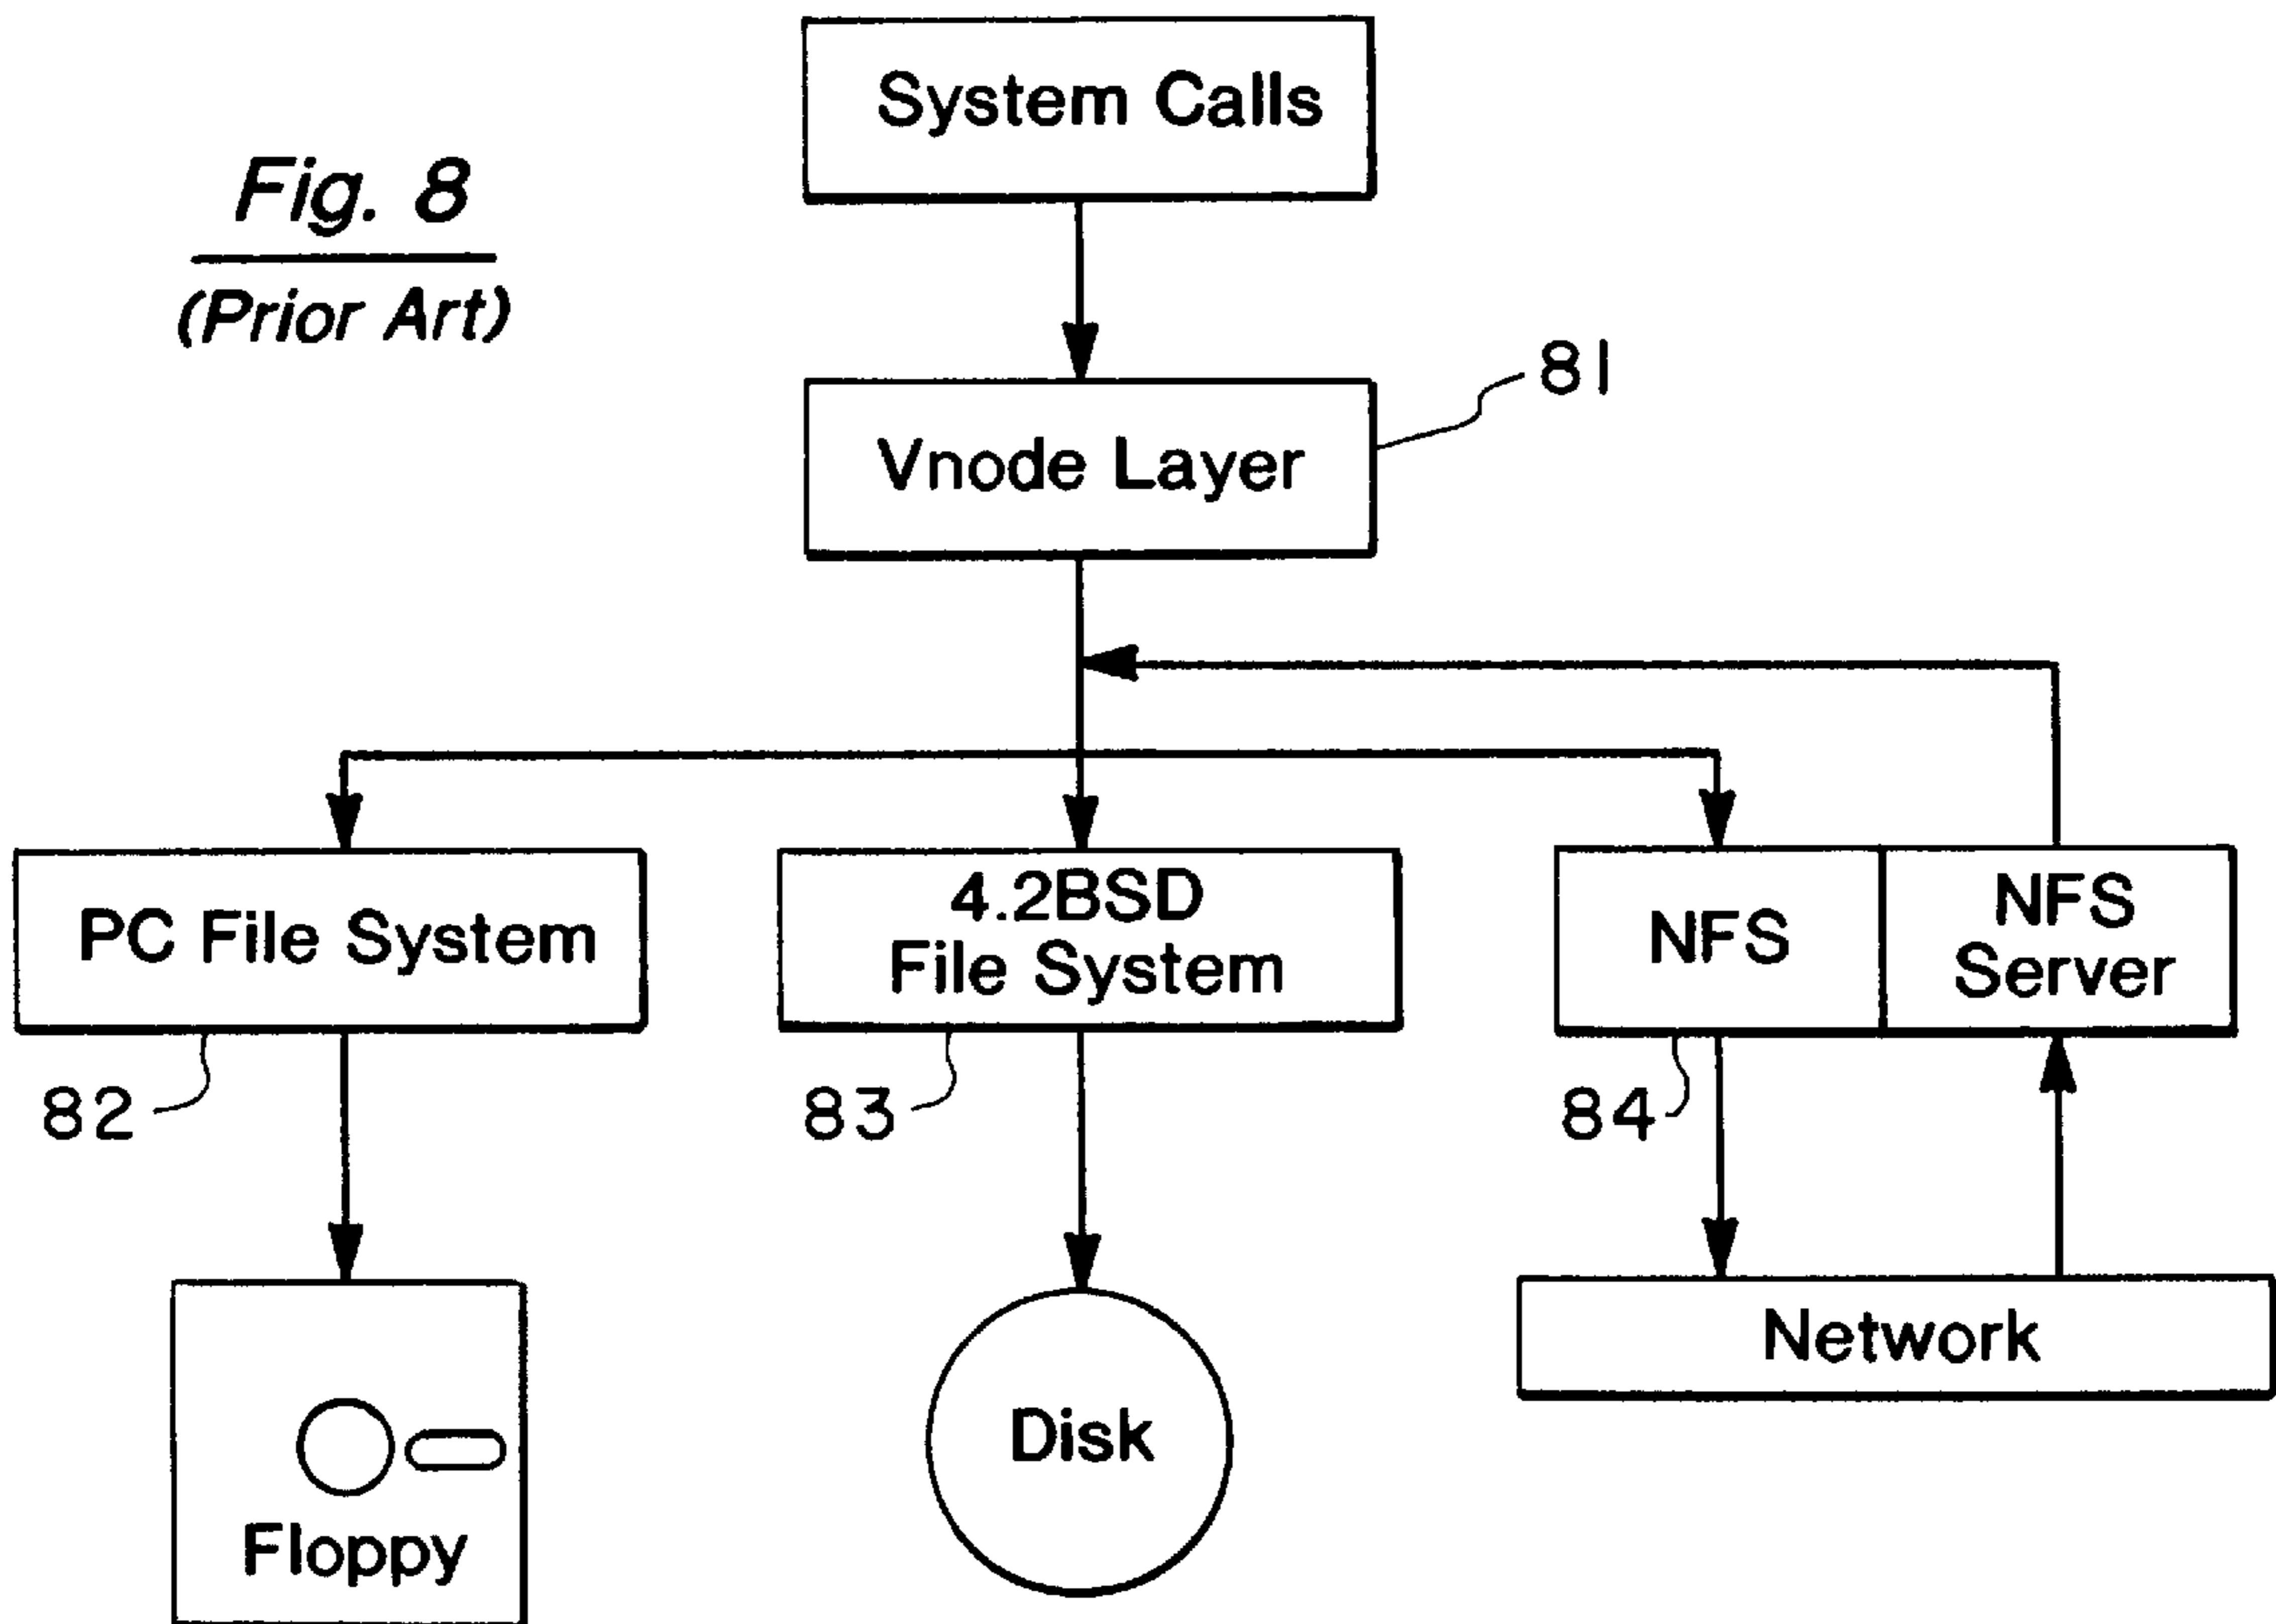 System Calls
Fig. 8
(Prior Art)
81
Vnode Layer
PC File System
4.2BSD
File System
NFS
NFS
Server
82
83
84
Network
Disk
Floppy